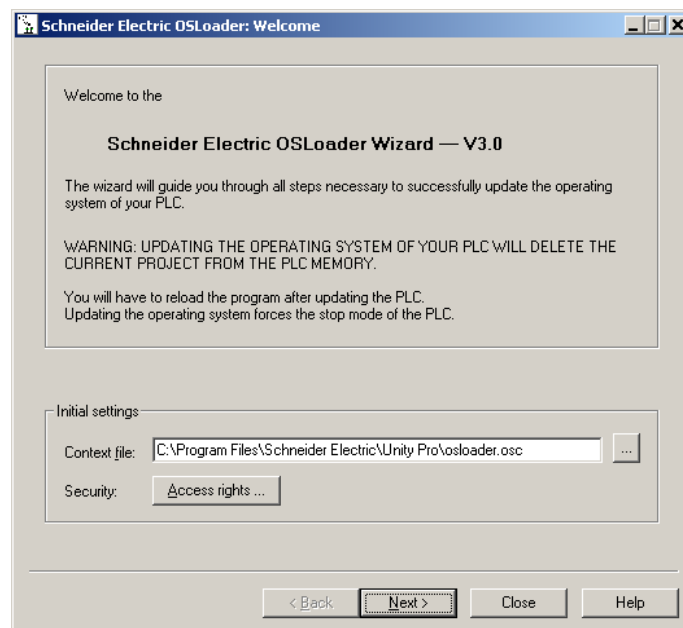 Schneider Electric OSLoader: Welcome
Welcome to the
Schneider Electric OSLoader Wizard — V3.0
The wizard will guide you through all steps necessary to successfully update the operating
system of your PLC.
WARNING: UPDATING THE OPERATING SYSTEM OF YOUR PLC WILL DELETE THE
CURRENT PROJECT FROM THE PLC MEMORY.
You will have to reload the program after updating the PLC.
Updating the operating system forces the stop mode of the PLC.
Initial settings
Context file: C:\Program Files\Schneider Electric\Unity Pro\osloader.osc ...
Security: Access rights ...
< Back Next > Close Help